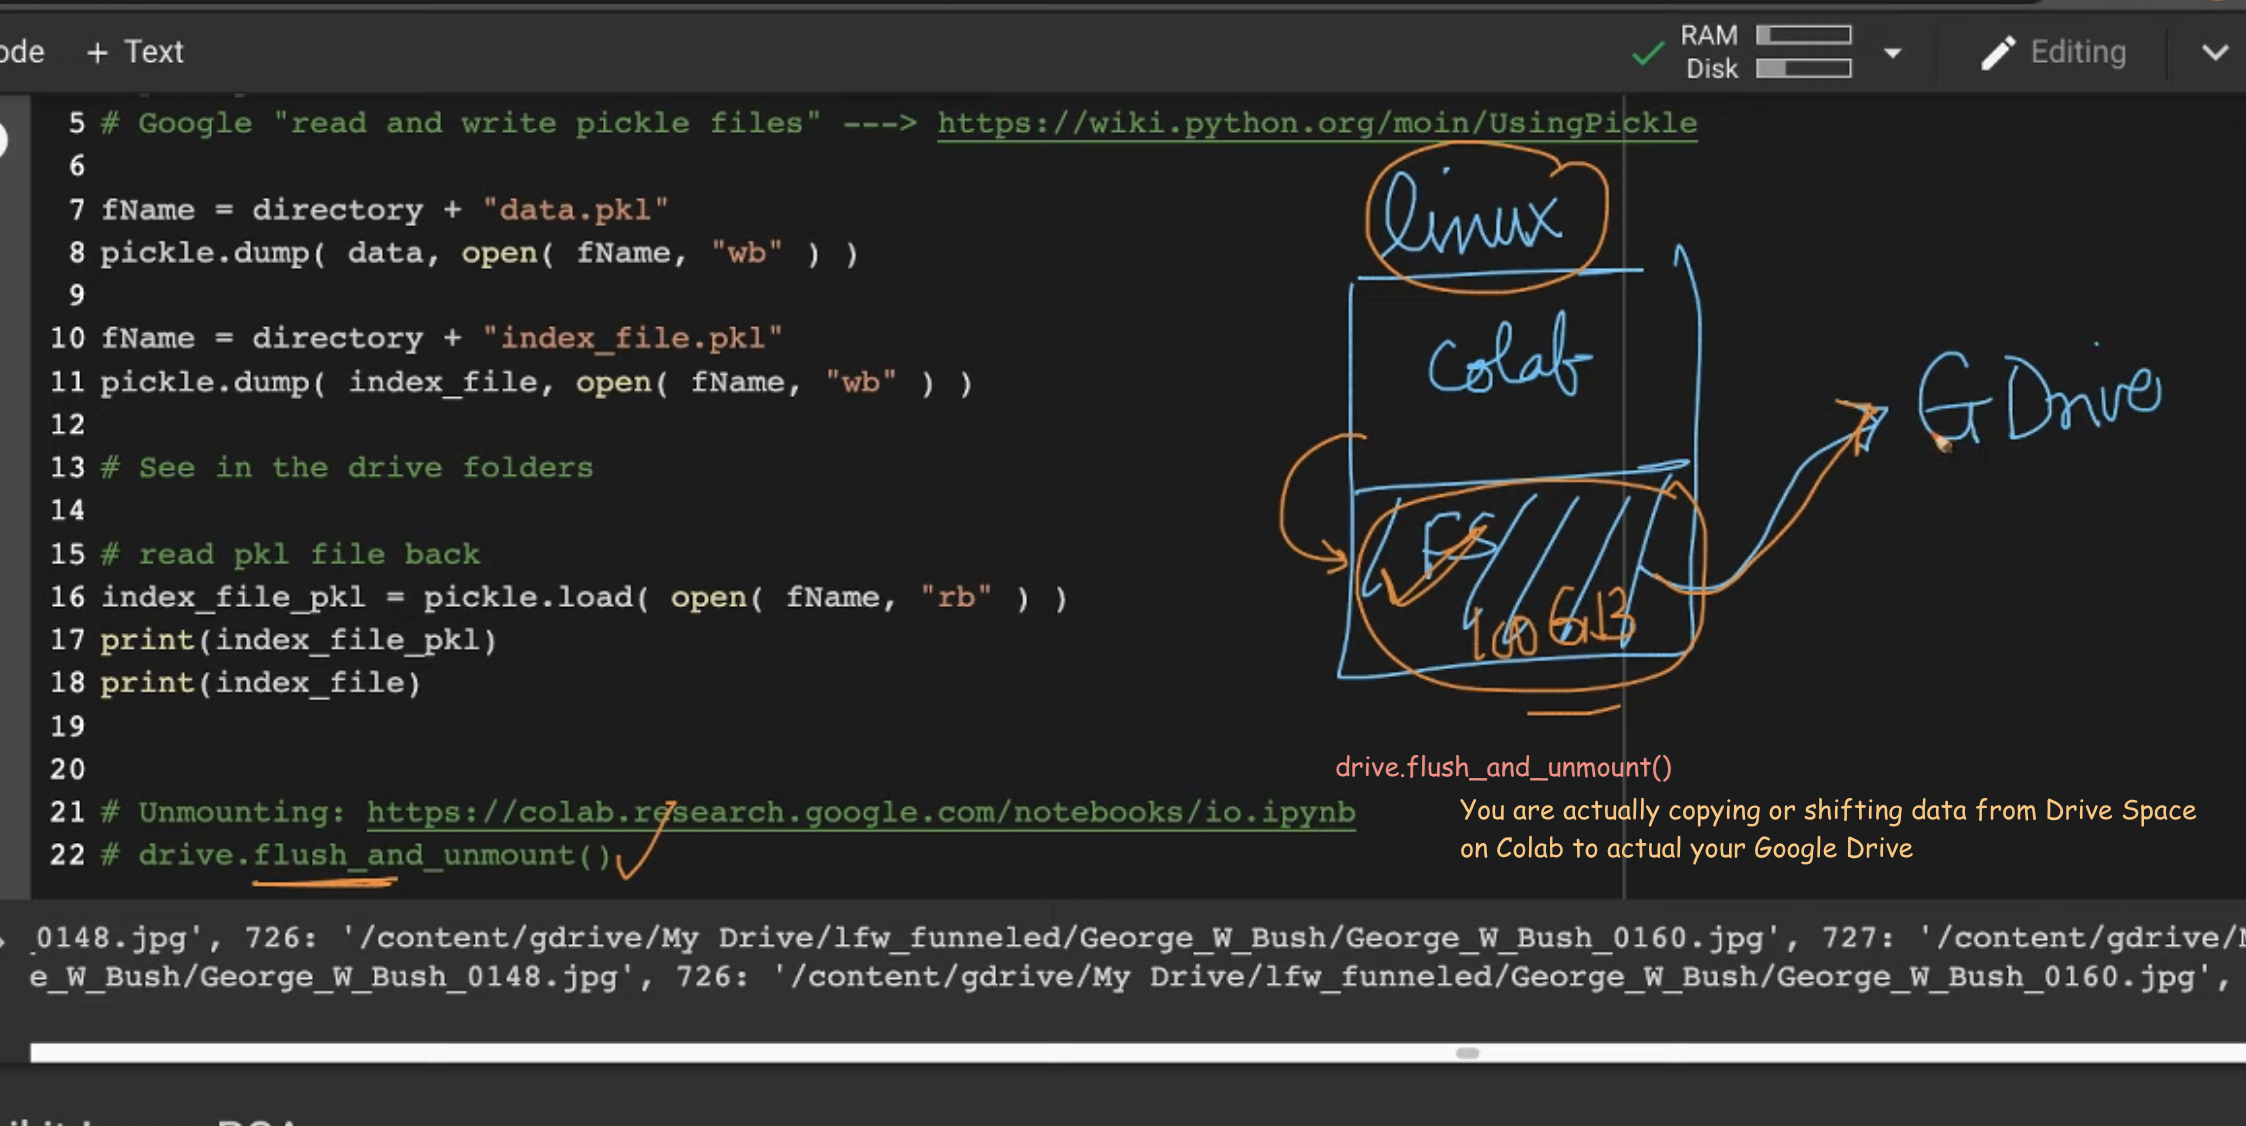 ode + Text
RAM
Disk
Editing
5 # Google "read and write pickle files" ---> https://wiki.python.org/moin/UsingPickle
6
7 fName = directory + "data.pkl"
8 pickle.dump( data, open( fName, "wb" ) )
9
10 fName = directory + "index_file.pkl"
11 pickle.dump( index_file, open( fName, "wb" ) )
12
13 # See in the drive folders
14
15 # read pkl file back
16 index_file_pkl = pickle.load( open( fName, "rb" ) )
17 print(index_file_pkl)
18 print(index_file)
19
20
21 # Unmounting: https://colab.research.google.com/notebooks/io.ipynb
22 # drive.flush_and_unmount()
linux
Colab
GDrive
FS
100 GB
drive.flush_and_unmount()
You are actually copying or shifting data from Drive Space
on Colab to actual your Google Drive
_0148.jpg', 726: '/content/gdrive/My Drive/lfw_funneled/George_W_Bush/George_W_Bush_0160.jpg', 727: '/content/gdrive/
e_W_Bush/George_W_Bush_0148.jpg', 726: '/content/gdrive/My Drive/lfw_funneled/George_W_Bush/George_W_Bush_0160.jpg',